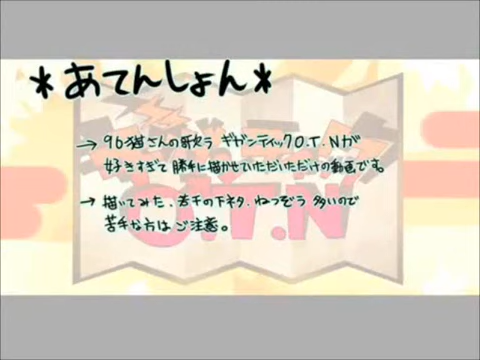 *あてんしょん*
→ 96猫さんの歌う ギガンティックO.T.Nが
好きすぎて 勝手に描かせていただいただけの動画です。
→ 描いてみた、若干の下ネタ、ねつぞう 多いので
苦手な方は ご注意。
O.T.N